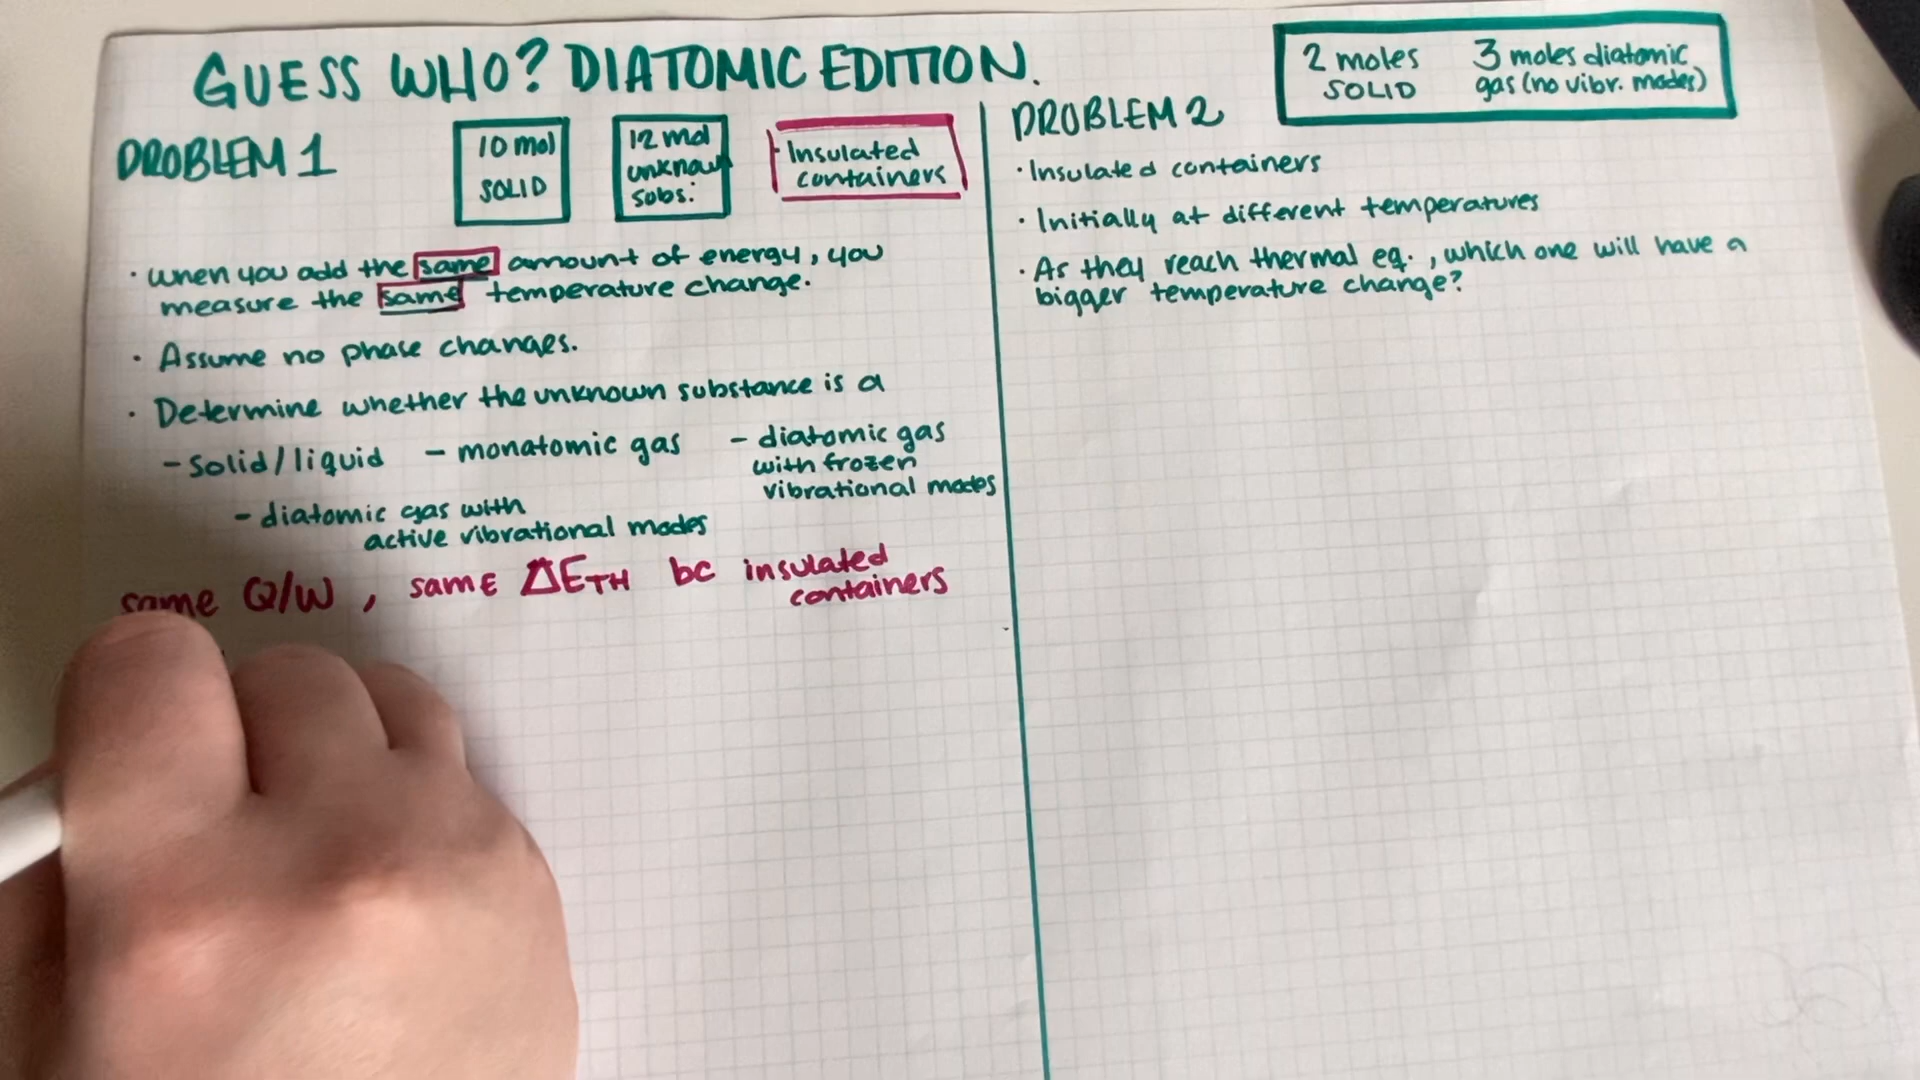 GUESS WHO? DIATOMIC EDITION.
PROBLEM 1
10 mol
SOLID
12 mol
unknown
subs.
Insulated
containers
· When you add the same amount of energy, you
measure the same temperature change.
· Assume no phase changes.
· Determine whether the unknown substance is a
- solid/liquid - monatomic gas - diatomic gas
with frozen
vibrational modes
- diatomic gas with
active vibrational modes
same Q/W , same ΔETH bc insulated
containers
2 moles
SOLID
3 moles diatomic
gas (no vibr. modes)
PROBLEM 2
· Insulated containers
· Initially at different temperatures
· As they reach thermal eq., which one will have a
bigger temperature change?